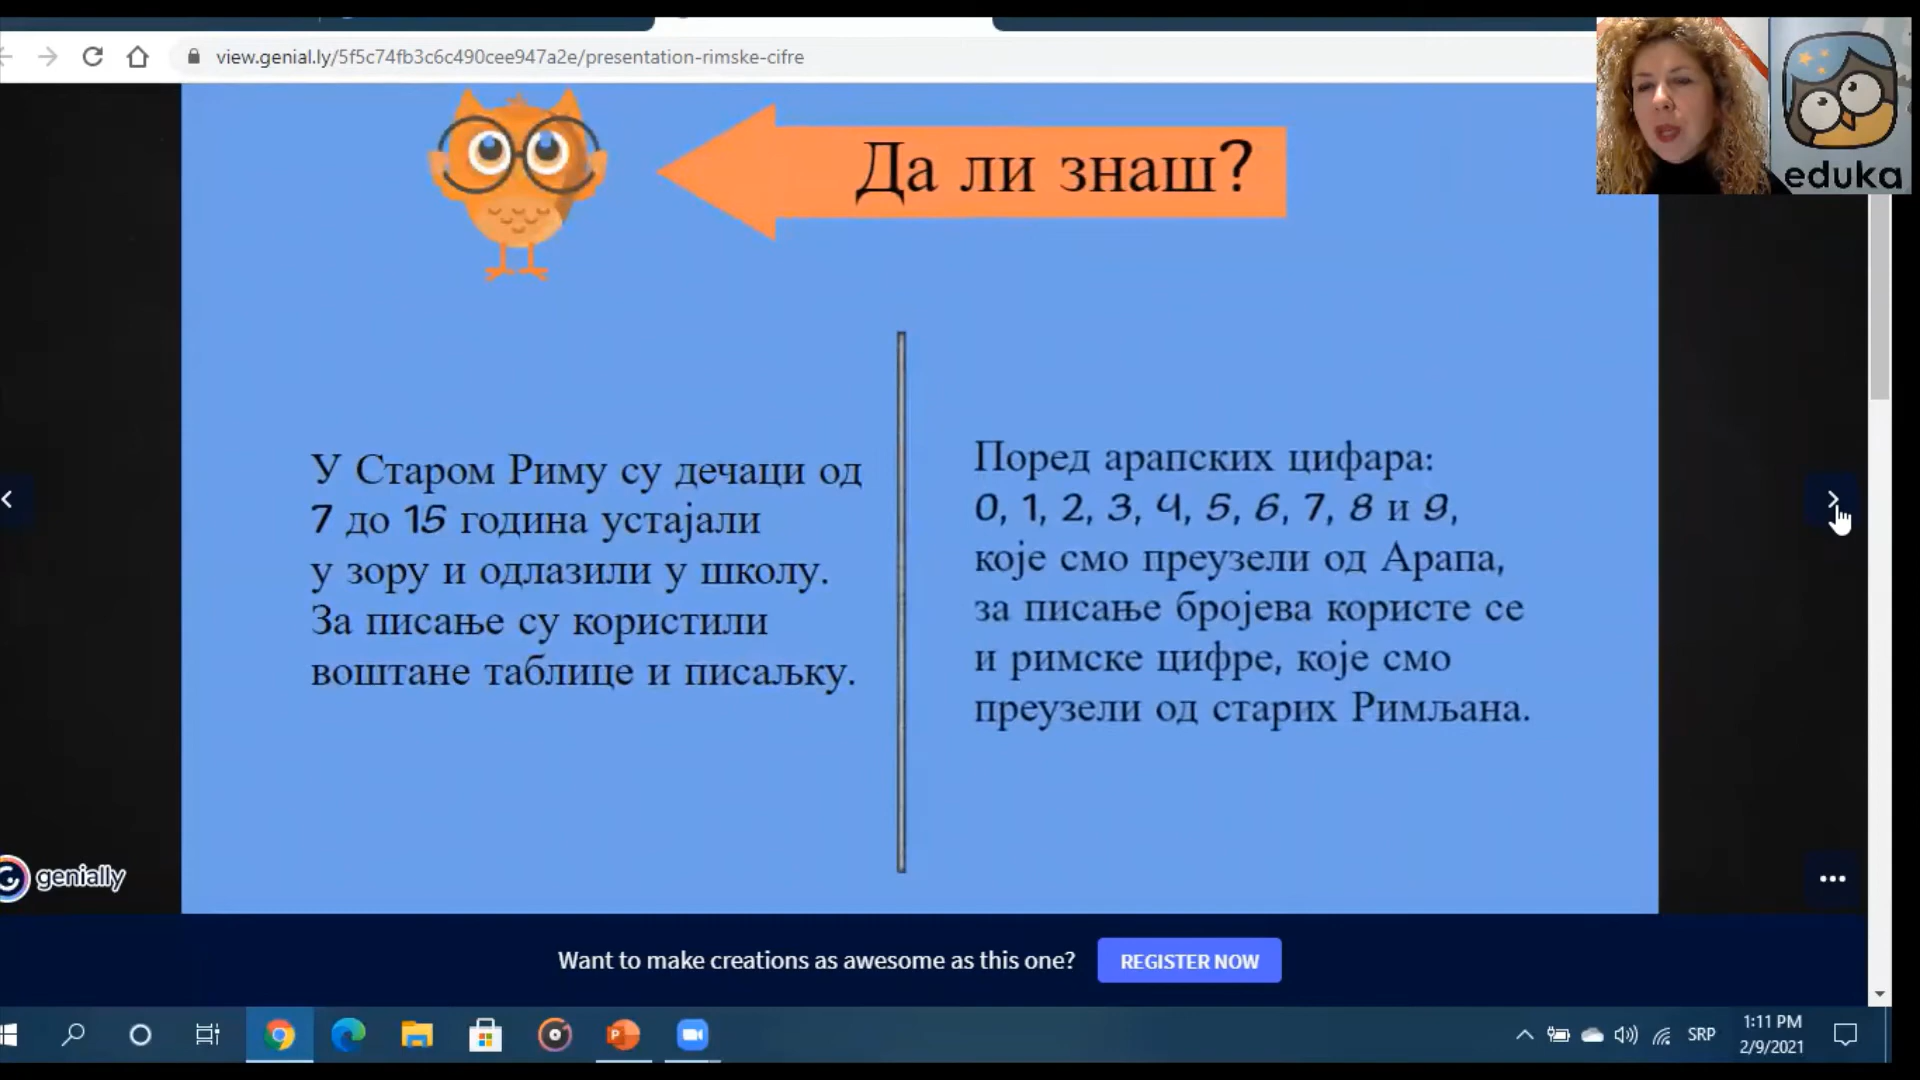 view.genial.ly/5f5c74fb3c6c490cee947a2e/presentation-rimske-cifre
eduka
Да ли знаш?
У Старом Риму су дечаци од
7 до 15 година устајали
у зору и одлазили у школу.
За писање су користили
воштане таблице и писаљку.
Поред арапских цифара:
0, 1, 2, 3, 4, 5, 6, 7, 8 и 9,
које смо преузели од Арапа,
за писање бројева користе се
и римске цифре, које смо
преузели од старих Римљана.
genially
Want to make creations as awesome as this one?
REGISTER NOW
SRP
1:11 PM
2/9/2021